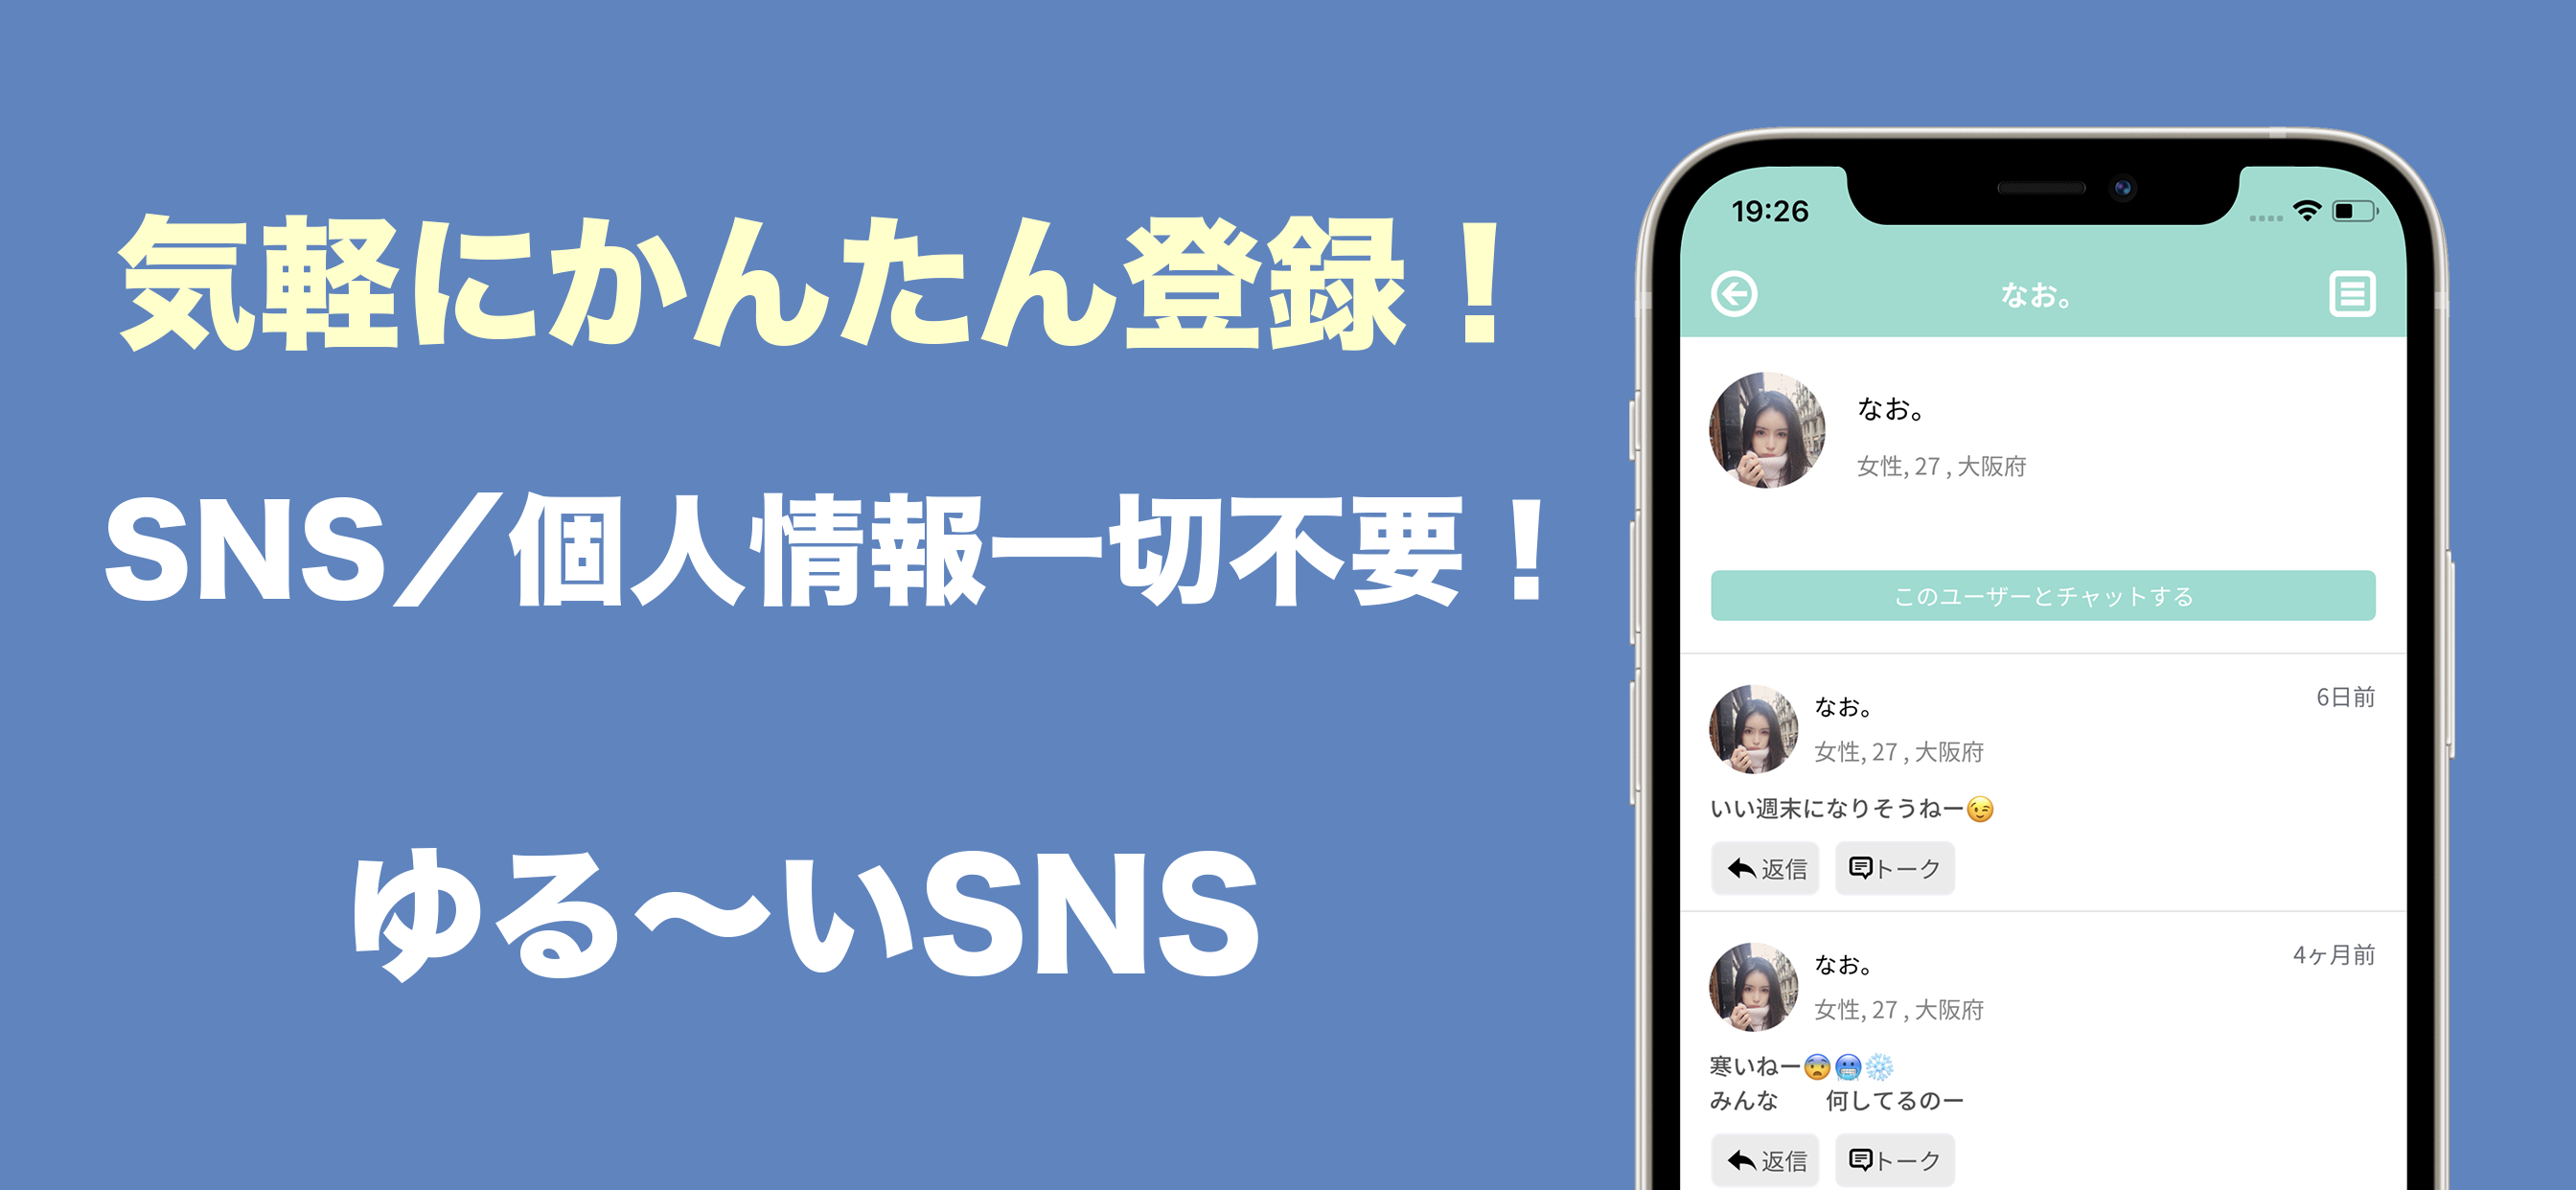 気軽にかんたん登録！
SNS／個人情報一切不要！
ゆる〜いSNS
19:26
なお。
なお。
女性, 27 , 大阪府
このユーザーとチャットする
なお。
6日前
女性, 27 , 大阪府
いい週末になりそうねー😉
返信 トーク
なお。
4ヶ月前
女性, 27 , 大阪府
寒いねー😨🥶❄️
みんな　　何してるのー
返信 トーク